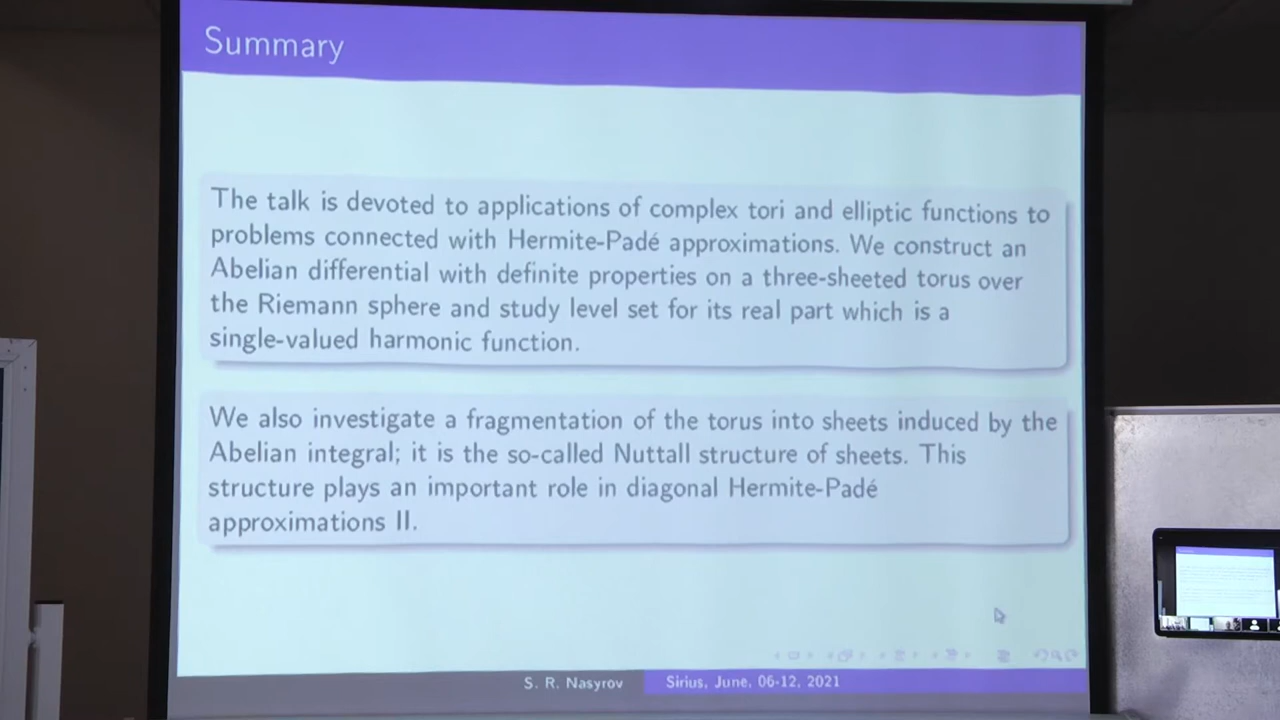 Summary
The talk is devoted to applications of complex tori and elliptic functions to
problems connected with Hermite-Padé approximations. We construct an
Abelian differential with definite properties on a three-sheeted torus over
the Riemann sphere and study level set for its real part which is a
single-valued harmonic function.
We also investigate a fragmentation of the torus into sheets induced by the
Abelian integral; it is the so-called Nuttall structure of sheets. This
structure plays an important role in diagonal Hermite-Padé
approximations II.
S. R. Nasyrov
Sirius, June, 06-12, 2021